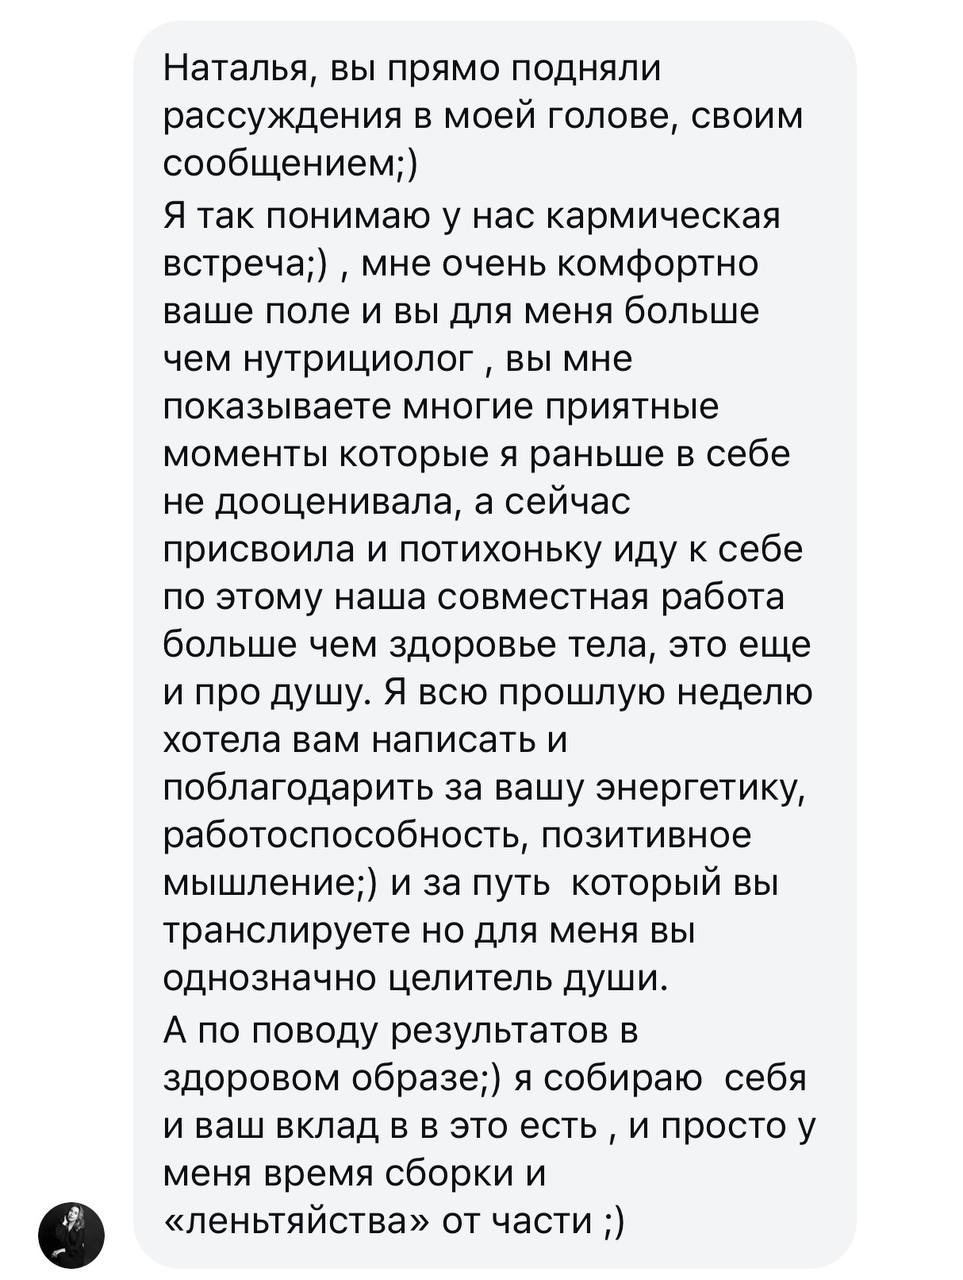 Наталья, вы прямо подняли
рассуждения в моей голове, своим
сообщением;)
Я так понимаю у нас кармическая
встреча;) , мне очень комфортно
ваше поле и вы для меня больше
чем нутрициолог , вы мне
показываете многие приятные
моменты которые я раньше в себе
не дооценивала, а сейчас
присвоила и потихоньку иду к себе
по этому наша совместная работа
больше чем здоровье тела, это еще
и про душу. Я всю прошлую неделю
хотела вам написать и
поблагодарить за вашу энергетику,
работоспособность, позитивное
мышление;) и за путь  который вы
транслируете но для меня вы
однозначно целитель души.
А по поводу результатов в
здоровом образе;) я собираю  себя
и ваш вклад в в это есть , и просто у
меня время сборки и
«леньтяйства» от части ;)